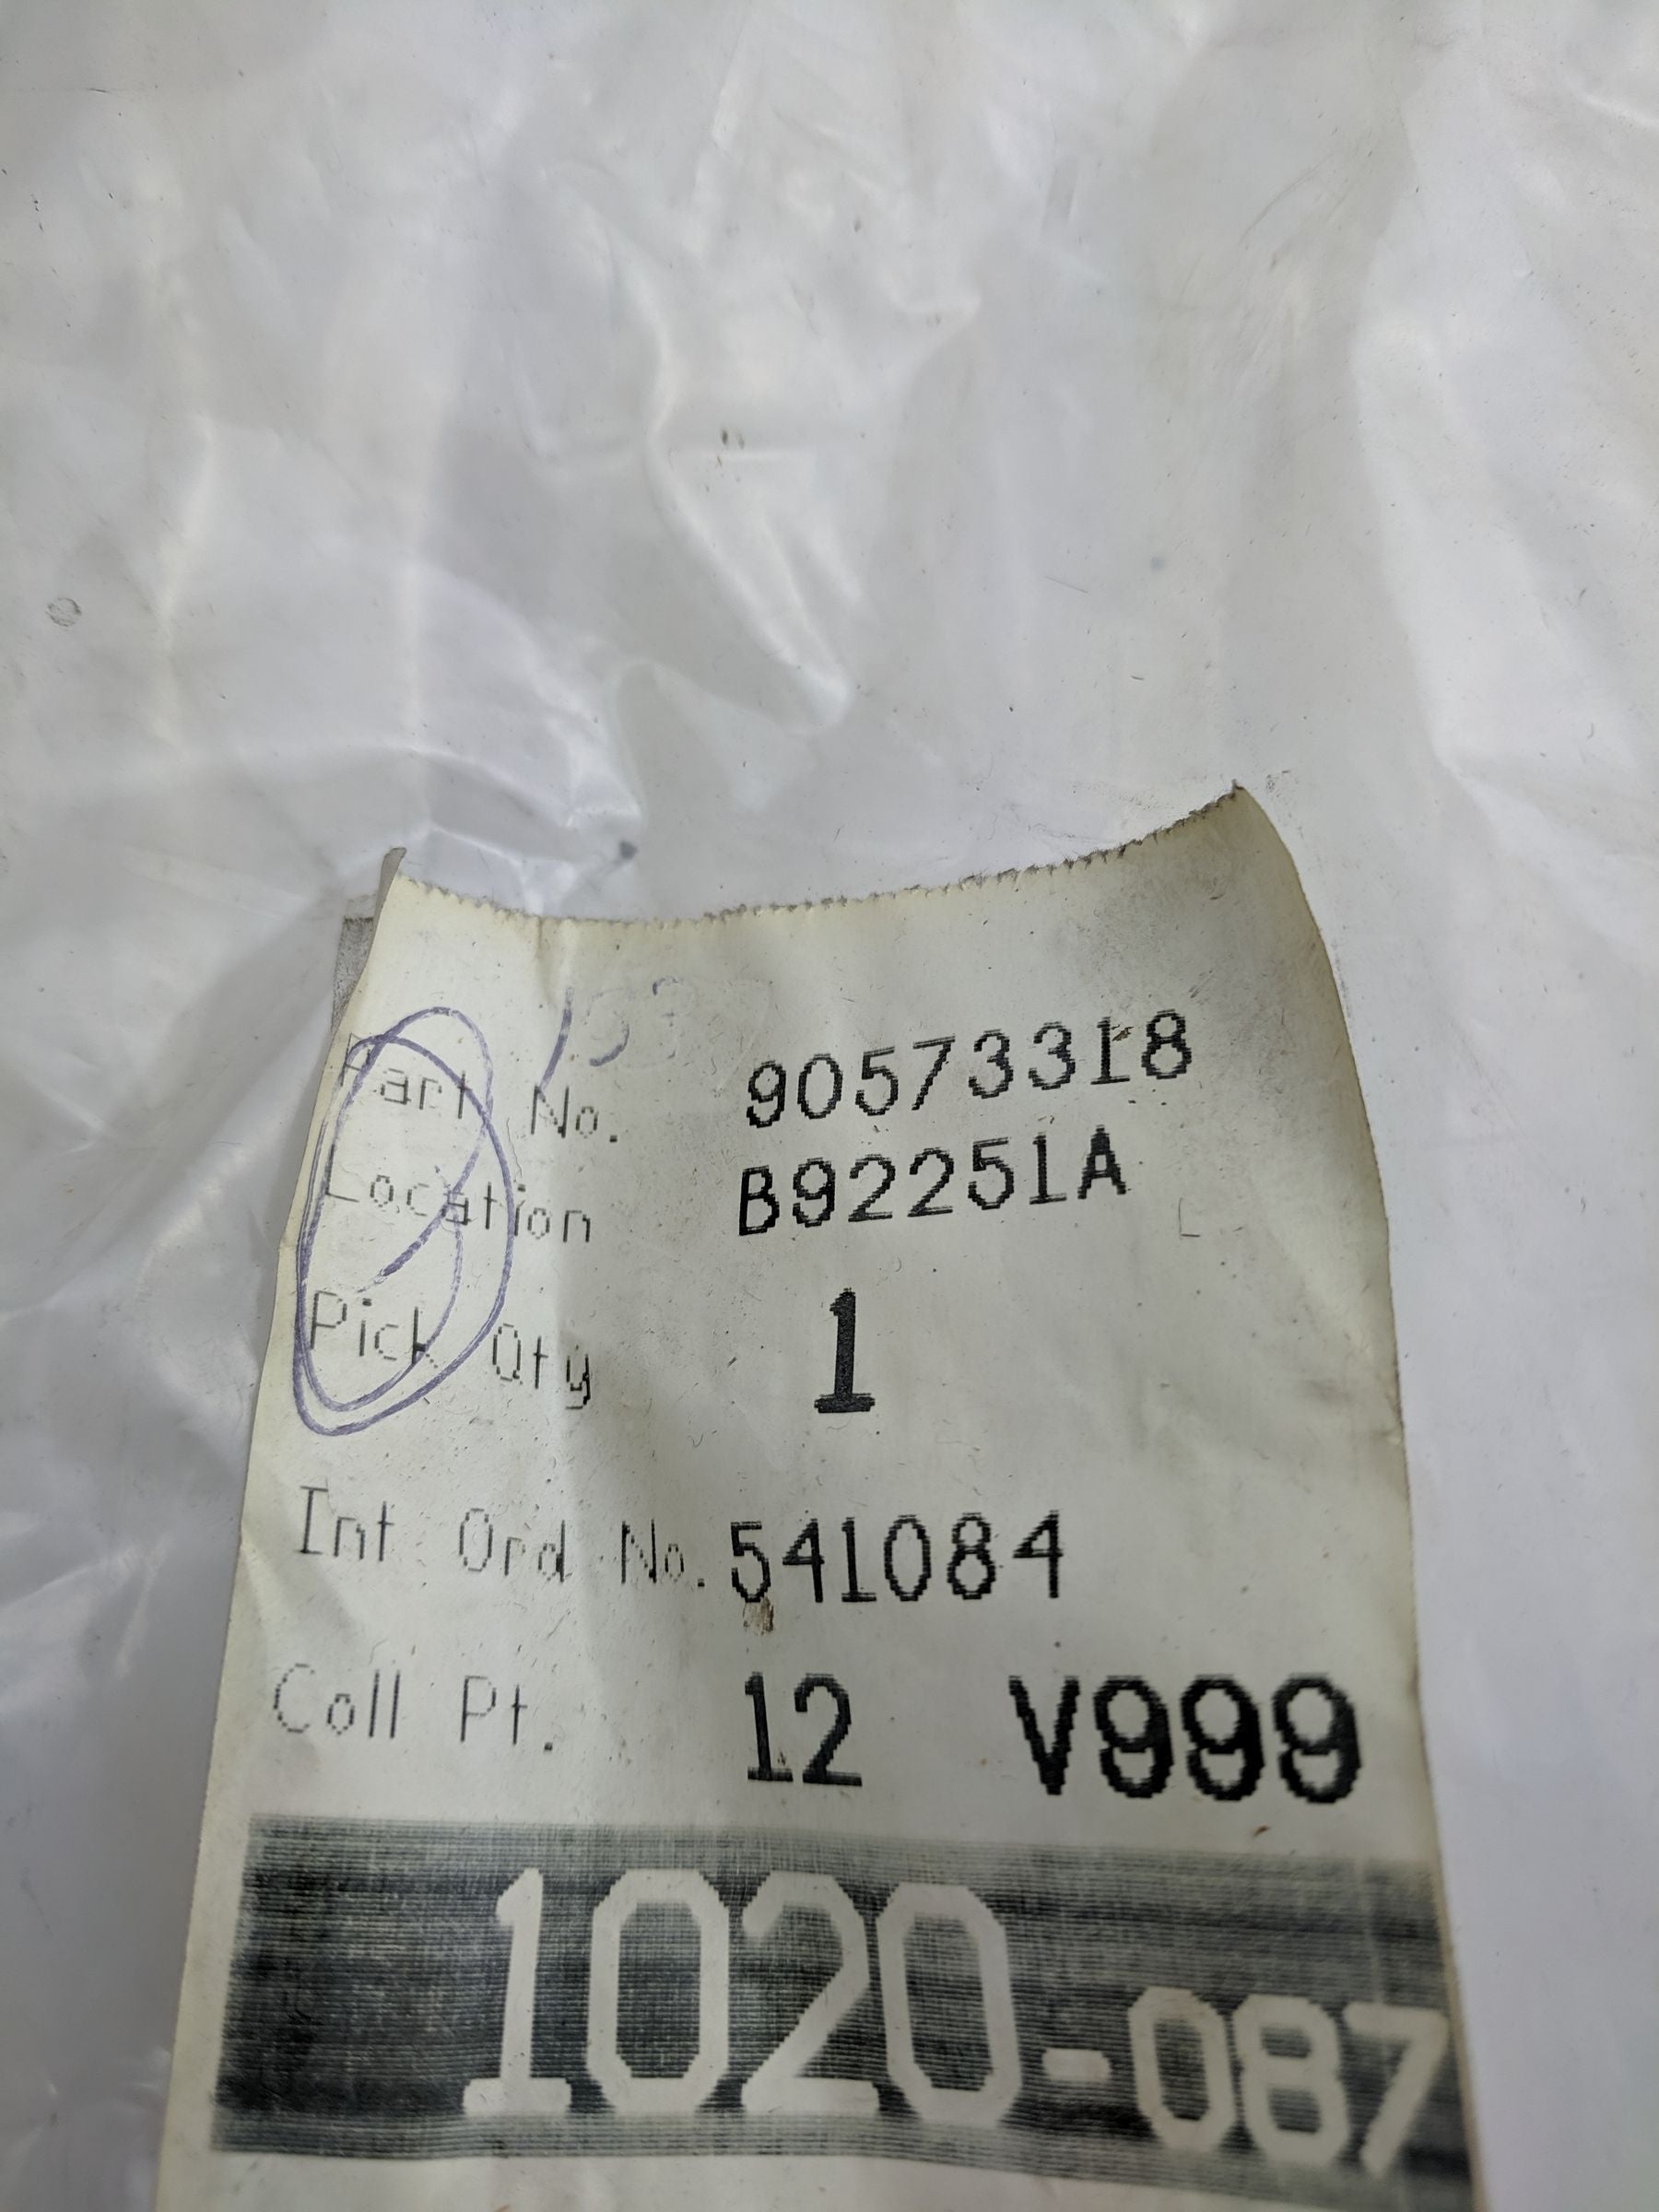 Part No. 90573318
Location B92251A
Pick Qty 1
Int Ord No. 541084
Coll Pt. 12 V999
1020-087